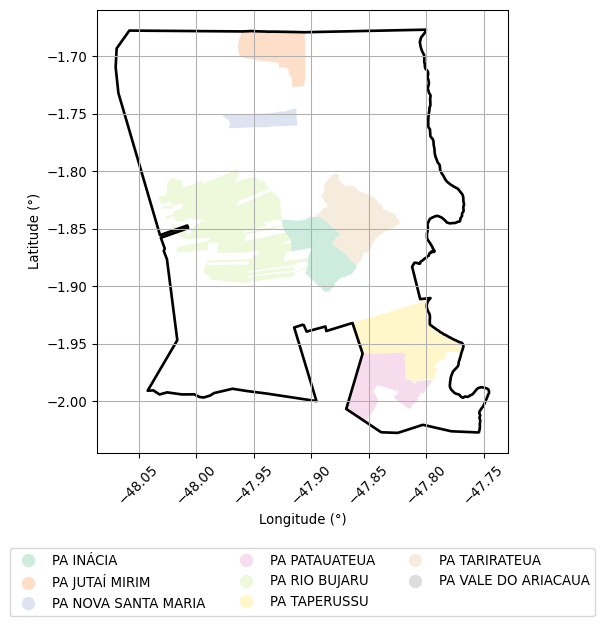 −1.70
−1.75
−1.80
−1.85
−1.90
−1.95
−2.00
Latitude (°)
−48.05
−48.00
−47.95
−47.90
−47.85
−47.80
−47.75
Longitude (°)
PA INÁCIA
PA JUTAÍ MIRIM
PA NOVA SANTA MARIA
PA PATAUATEUA
PA RIO BUJARU
PA TAPERUSSU
PA TARIRATEUA
PA VALE DO ARIACAUA